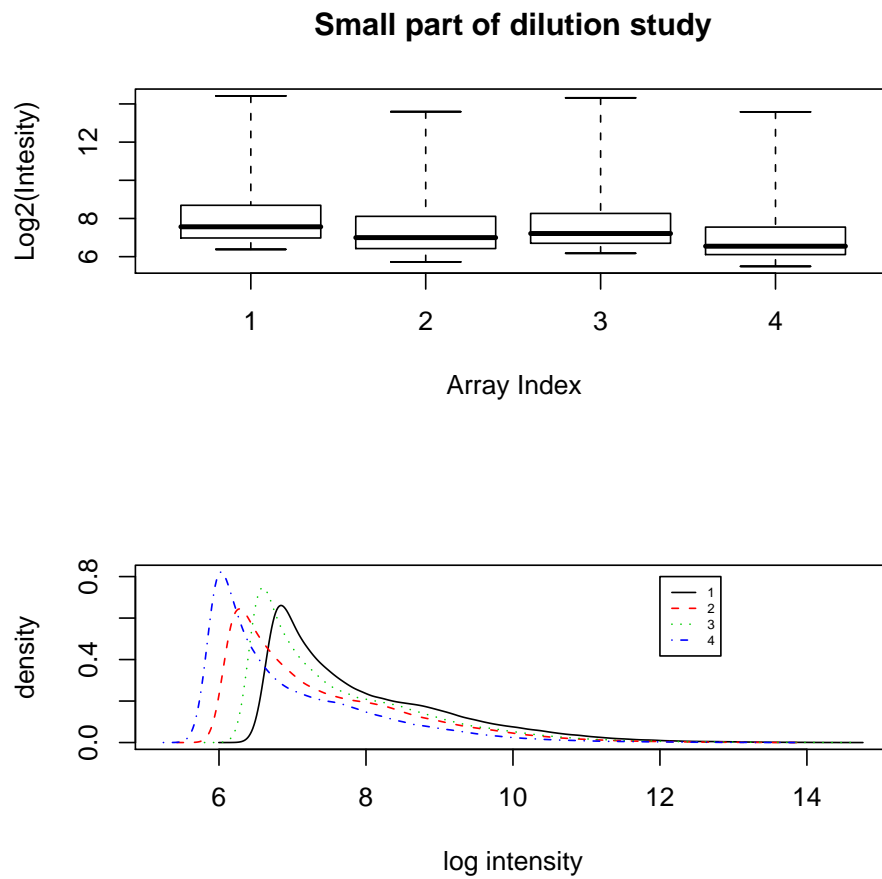 Small part of dilution study
Log2(Intesity)
12
8
6
1 2 3 4
Array Index
density
0.8
0.4
0.0
1
2
3
4
6 8 10 12 14
log intensity